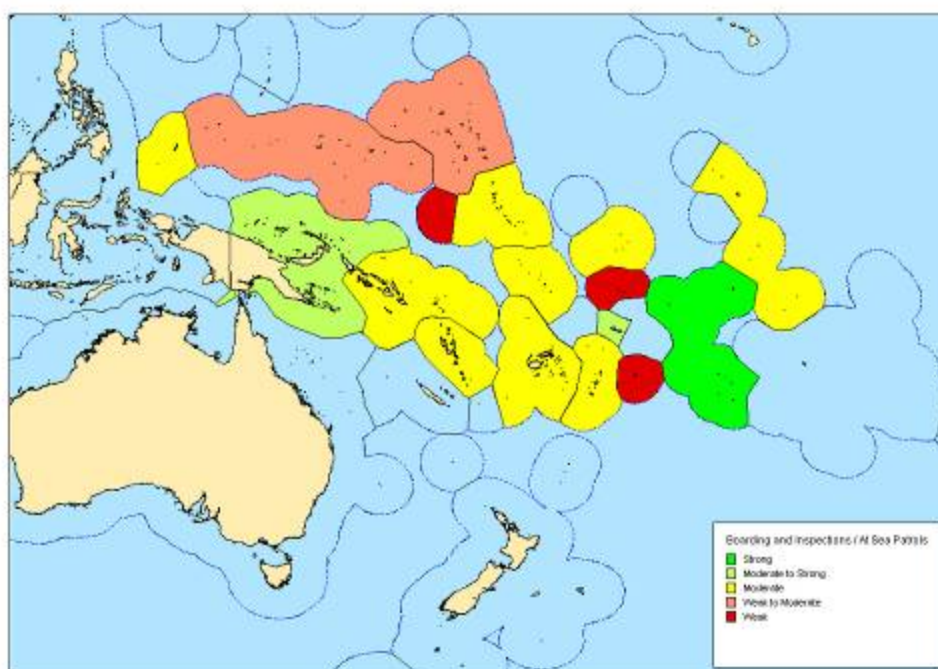 Boarding and Inspections / At Sea Patrols
Strong
Moderate to Strong
Moderate
Weak to Moderate
Weak